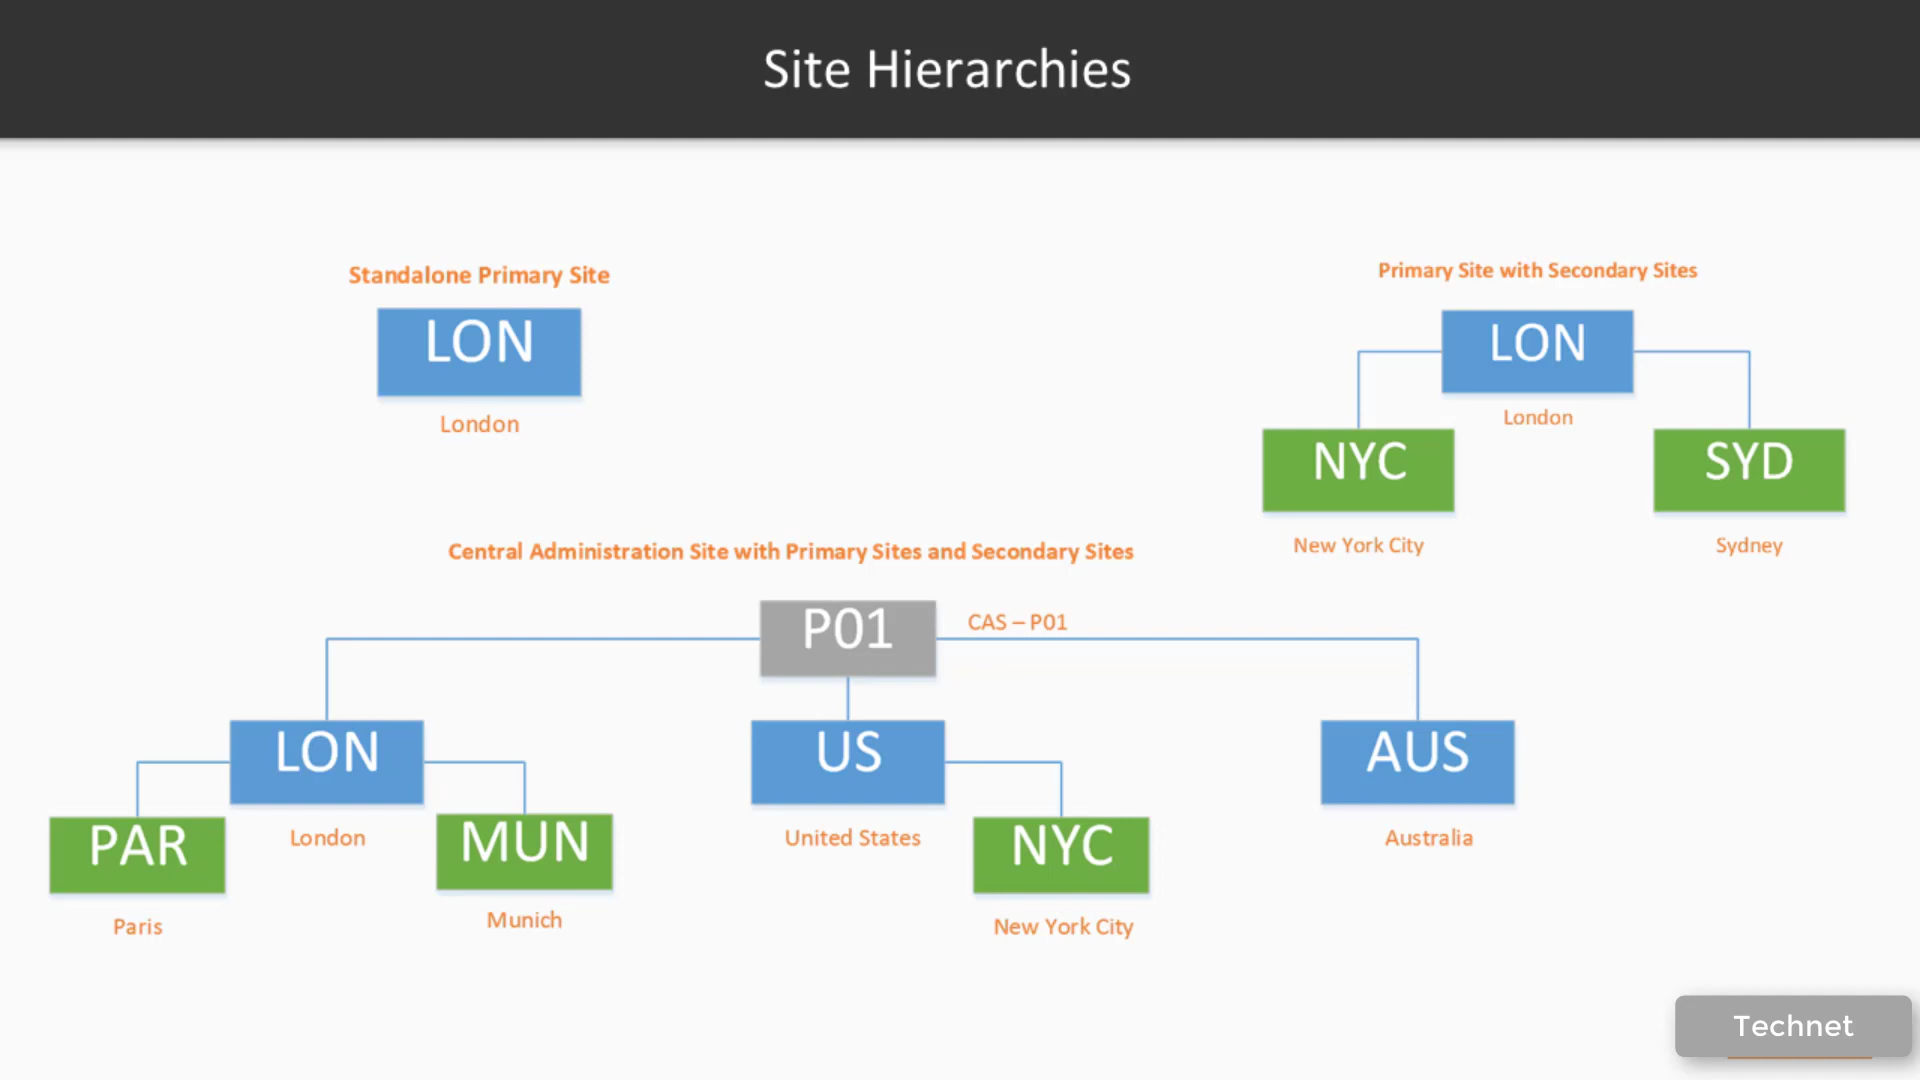 Site Hierarchies
Standalone Primary Site
LON
London
Primary Site with Secondary Sites
LON
London
NYC
New York City
SYD
Sydney
Central Administration Site with Primary Sites and Secondary Sites
P01
CAS – P01
LON
London
PAR
Paris
MUN
Munich
US
United States
NYC
New York City
AUS
Australia
Technet